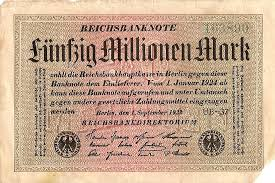 REICHSBANKNOTE
Fünfzig Millionen Mark
zahlt die Reichsbankhauptkasse in Berlin gegen diese
Banknote dem Einlieferer. Vom 1. Januar 1924 ab
kann diese Banknote aufgerufen und unter Umtausch
gegen andere gesetzliche Zahlungsmittel eingezogen
werden
Berlin, den 1. September 1923
REICHSBANKDIREKTORIUM